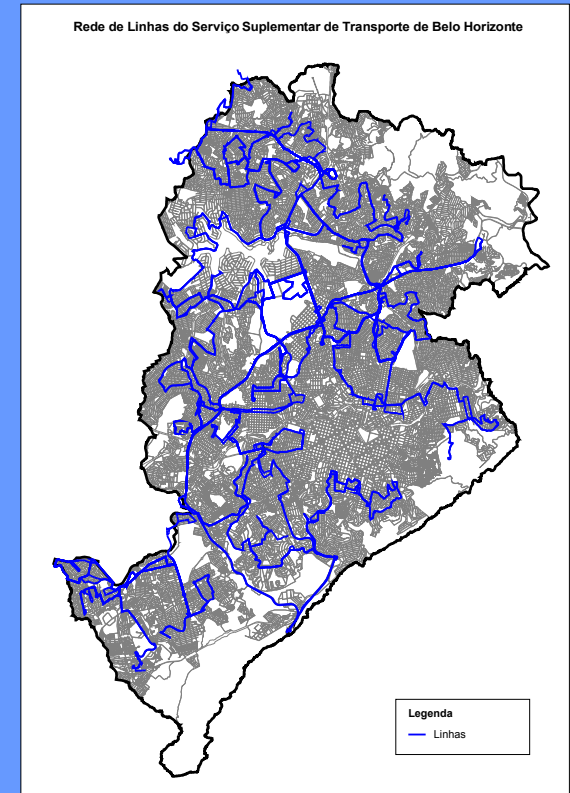 Rede de Linhas do Serviço Suplementar de Transporte de Belo Horizonte
Legenda
Linhas